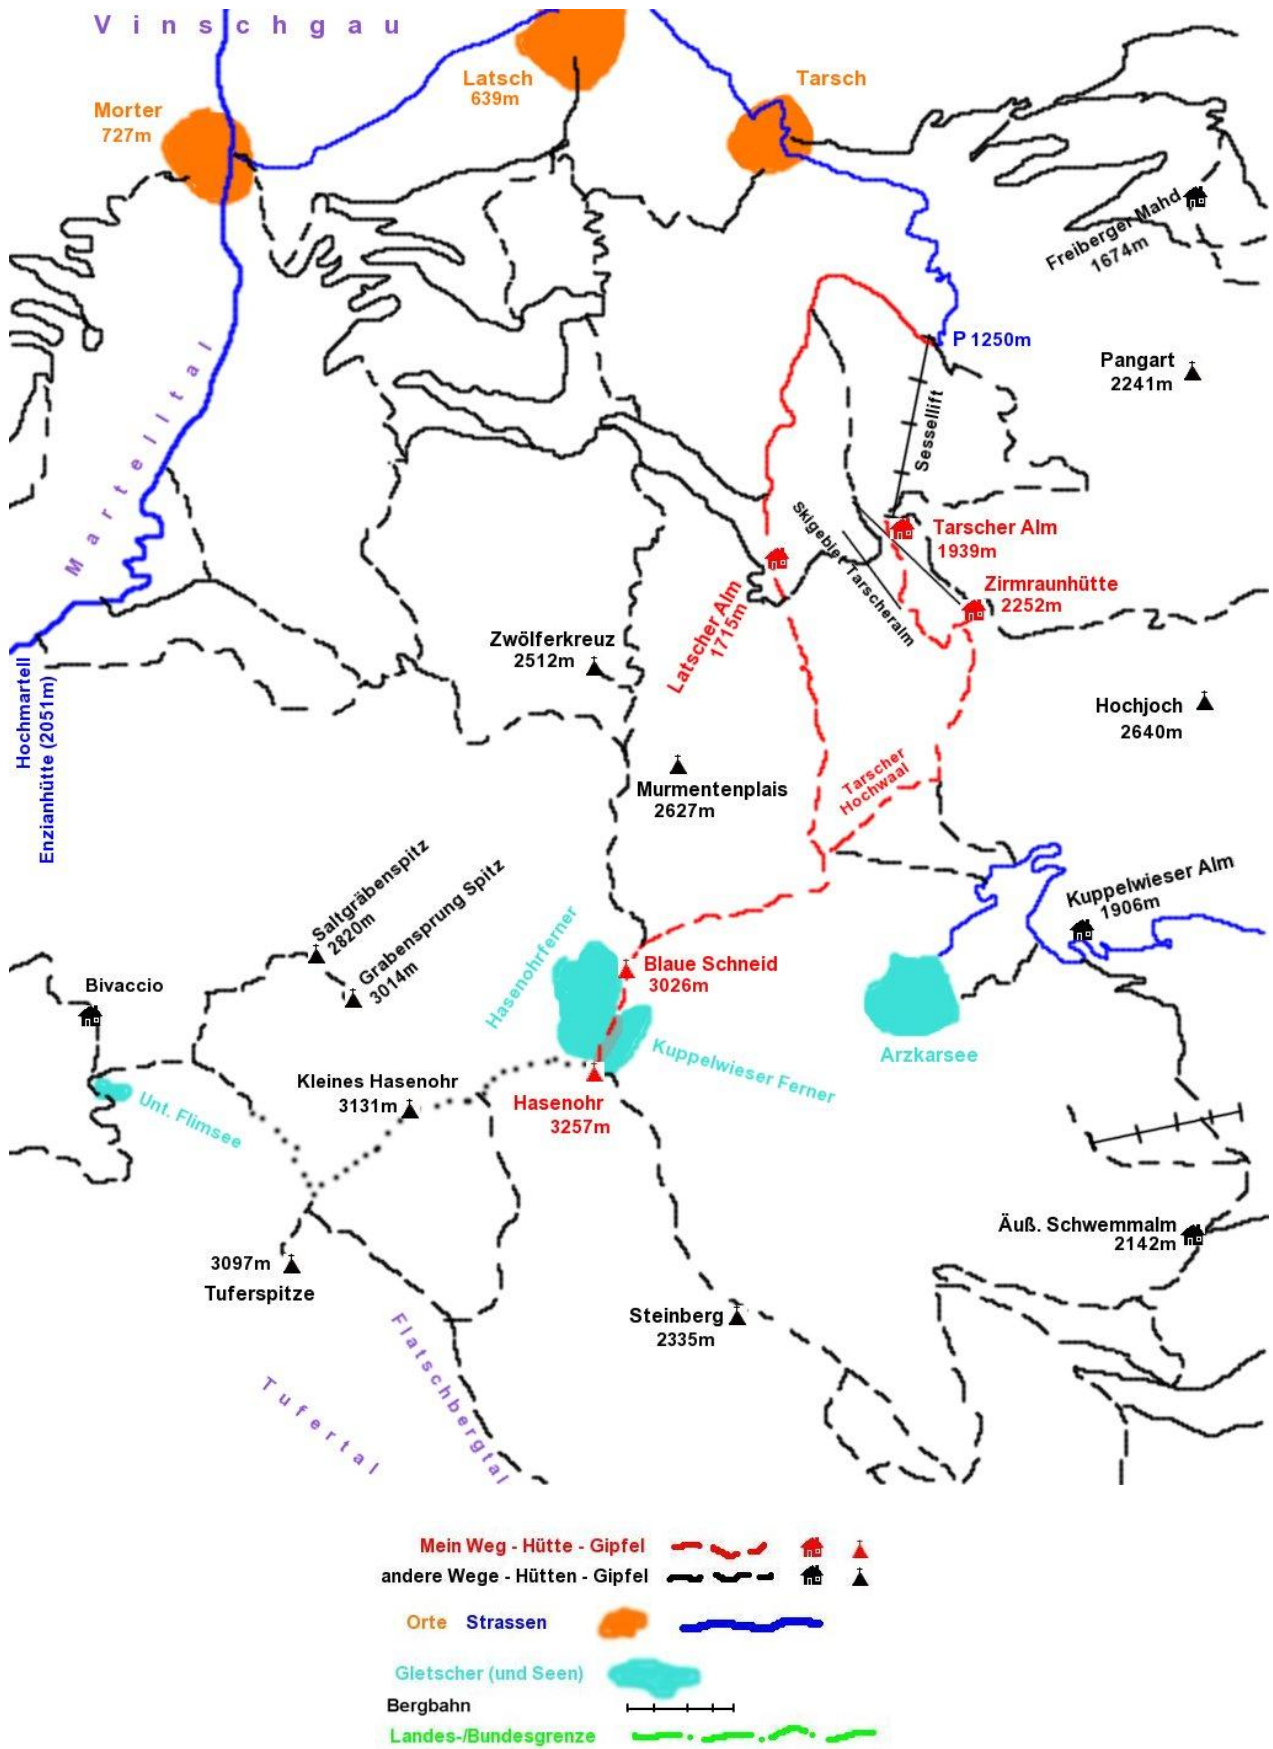 Vinschgau
Latsch
639m
Tarsch
Morter
727m
Freiberger Mahd
1674m
P 1250m
Pangart
2241m
Martelltal
Sessellift
Skigebiet Tarscheralm
Tarscher Alm
1939m
Zirmraunhütte
2252m
Latscher Alm
1715m
Zwölferkreuz
2512m
Hochmartell
Enzianhütte (2051m)
Hochjoch
2640m
Murmentenplais
2627m
Tarscher
Hochwaal
Saltgräbenspitz
2820m
Grabensprung Spitz
3014m
Kuppelwieser Alm
1906m
Hasenohrferner
Blaue Schneid
3026m
Bivaccio
Kuppelwieser Ferner
Arzkarsee
Unt. Flimsee
Kleines Hasenohr
3131m
Hasenohr
3257m
Äuß. Schwemmalm
2142m
3097m
Tuferspitze
Steinberg
2335m
Flatschbergtal
Tufertal
Mein Weg - Hütte - Gipfel
andere Wege - Hütten - Gipfel
Orte Strassen
Gletscher (und Seen)
Bergbahn
Landes-/Bundesgrenze